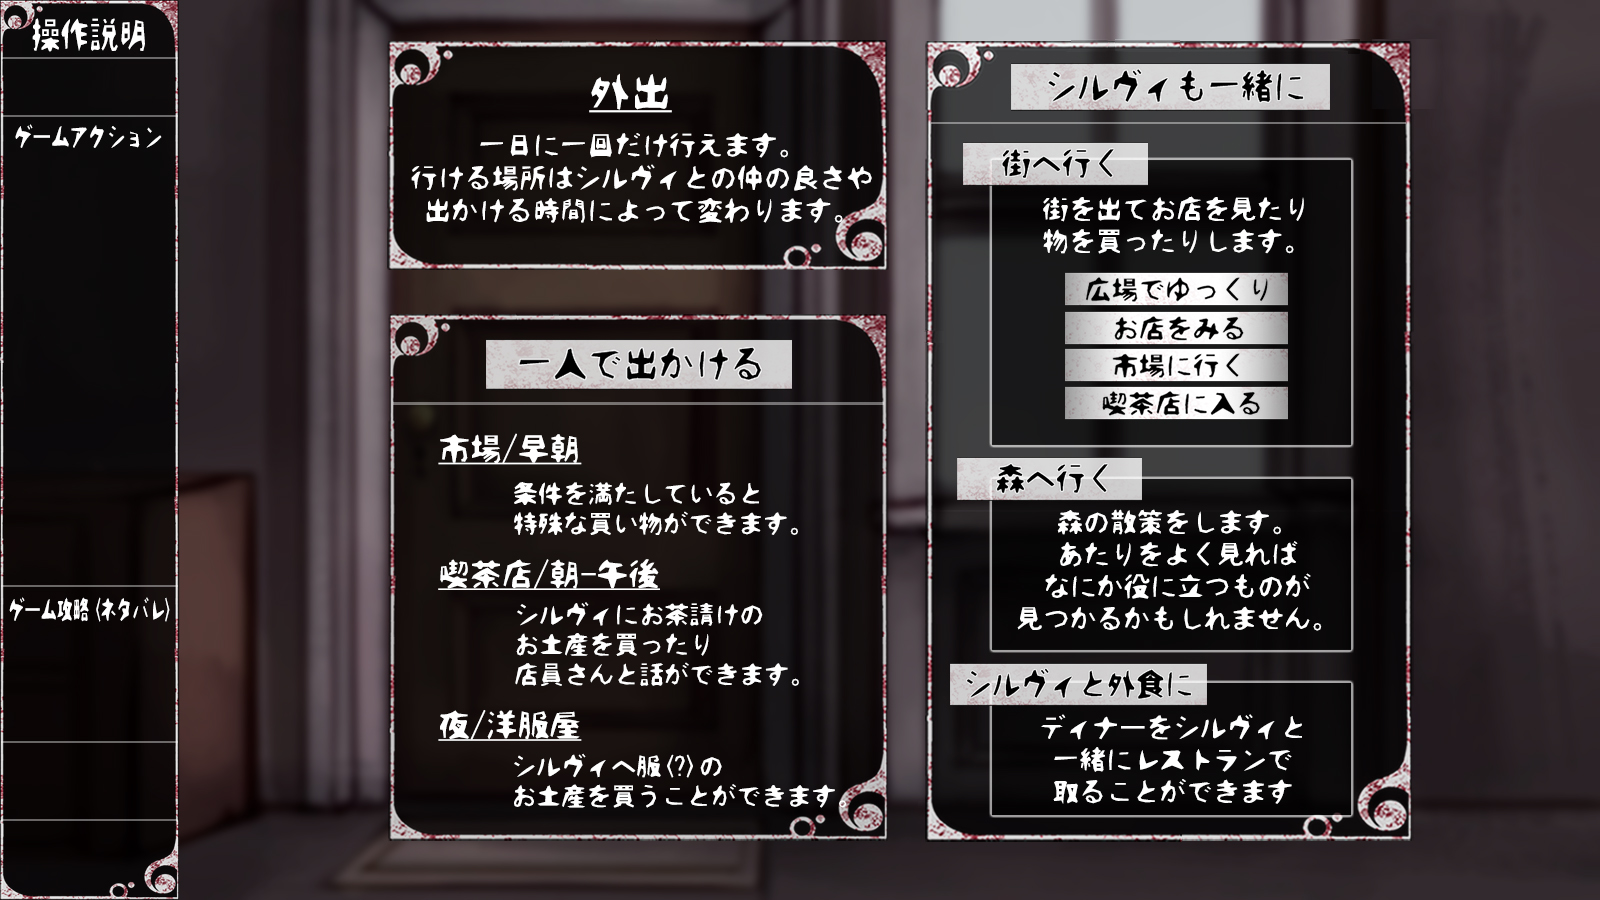 操作説明
ゲームアクション
ゲーム攻略(ネタバレ)
外出
一日に一回だけ行えます。
行ける場所はシルヴィとの仲の良さや
出かける時間によって変わります。
一人で出かける
市場/早朝
条件を満たしていると
特殊な買い物ができます。
喫茶店/朝-午後
シルヴィにお茶請けの
お土産を買ったり
店員さんと話ができます。
夜/洋服屋
シルヴィへ服(?)の
お土産を買うことができます。
シルヴィも一緒に
街へ行く
街を出てお店を見たり
物を買ったりします。
広場でゆっくり
お店をみる
市場に行く
喫茶店に入る
森へ行く
森の散策をします。
あたりをよく見れば
なにか役に立つものが
見つかるかもしれません。
シルヴィと外食に
ディナーをシルヴィと
一緒にレストランで
取ることができます